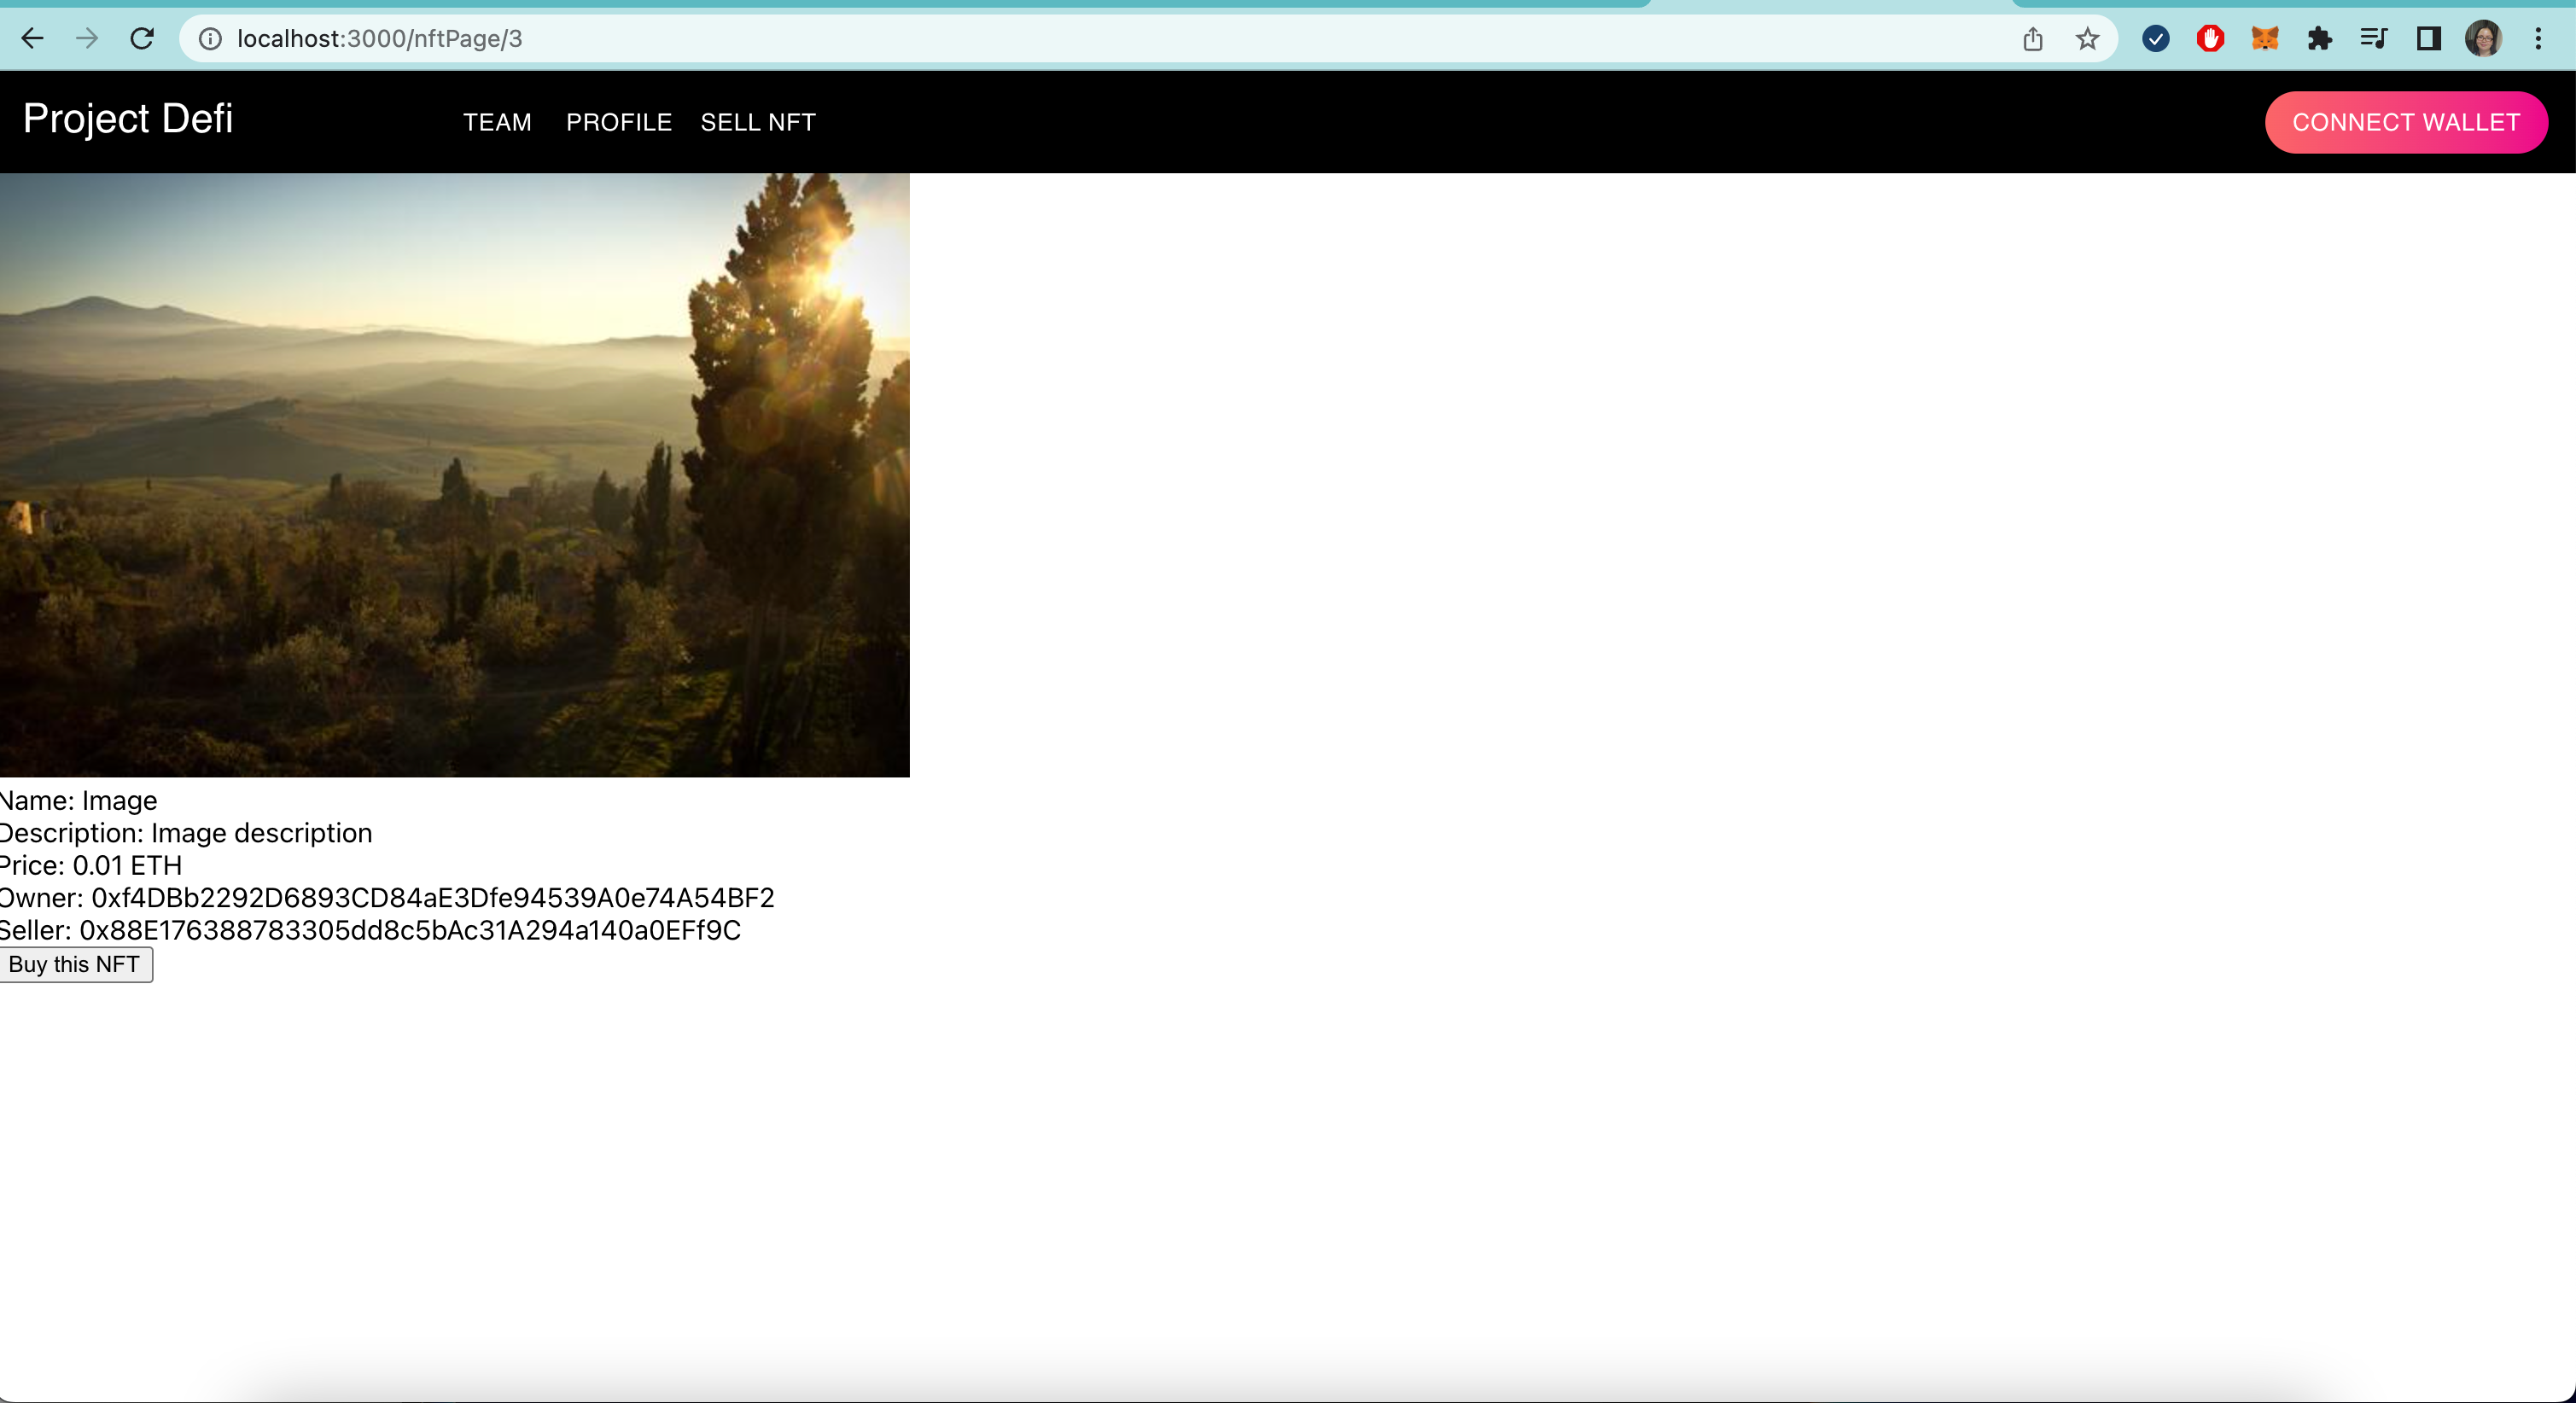 localhost:3000/nftPage/3
Project Defi
TEAM PROFILE SELL NFT
CONNECT WALLET
Name: Image
Description: Image description
Price: 0.01 ETH
Owner: 0xf4DBb2292D6893CD84aE3Dfe94539A0e74A54BF2
Seller: 0x88E176388783305dd8c5bAc31A294a140a0EFf9C
Buy this NFT